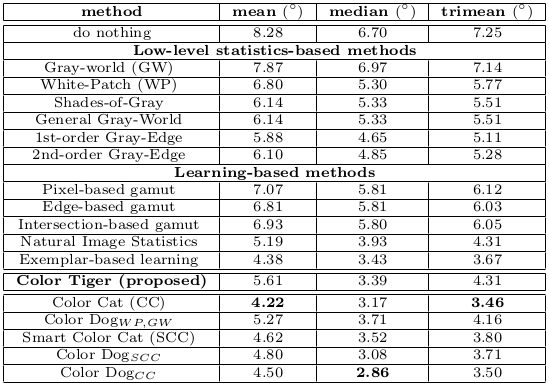 method mean (°) median (°) trimean (°)
do nothing 8.28 6.70 7.25
Low-level statistics-based methods
Gray-world (GW) 7.87 6.97 7.14
White-Patch (WP) 6.80 5.30 5.77
Shades-of-Gray 6.14 5.33 5.51
General Gray-World 6.14 5.33 5.51
1st-order Gray-Edge 5.88 4.65 5.11
2nd-order Gray-Edge 6.10 4.85 5.28
Learning-based methods
Pixel-based gamut 7.07 5.81 6.12
Edge-based gamut 6.81 5.81 6.03
Intersection-based gamut 6.93 5.80 6.05
Natural Image Statistics 5.19 3.93 4.31
Exemplar-based learning 4.38 3.43 3.67
Color Tiger (proposed) 5.61 3.39 4.31
Color Cat (CC) 4.22 3.17 3.46
Color Dog WP,GW 5.27 3.71 4.16
Smart Color Cat (SCC) 4.62 3.52 3.80
Color Dog SCC 4.80 3.08 3.71
Color Dog CC 4.50 2.86 3.50